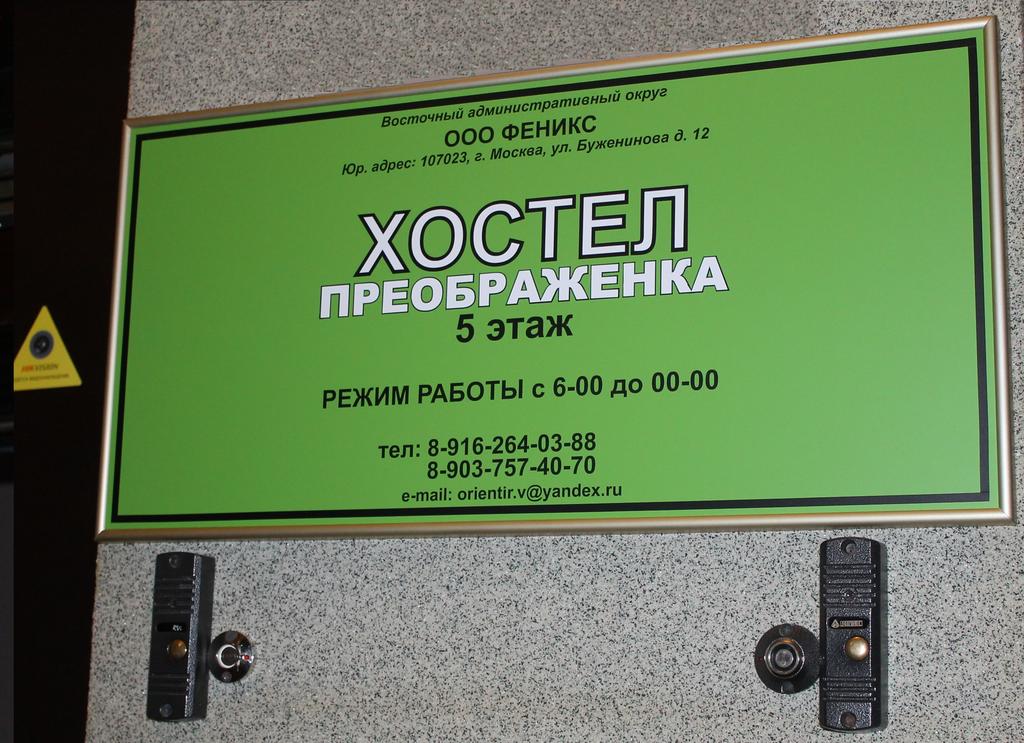 Восточный административный округ
ООО ФЕНИКС
Юр. адрес: 107023, г. Москва, ул. Буженинова д. 12
ХОСТЕЛ
ПРЕОБРАЖЕНКА
5 этаж
РЕЖИМ РАБОТЫ с 6-00 до 00-00
тел: 8-916-264-03-88
8-903-757-40-70
e-mail: orientir.v@yandex.ru
HIKVISION